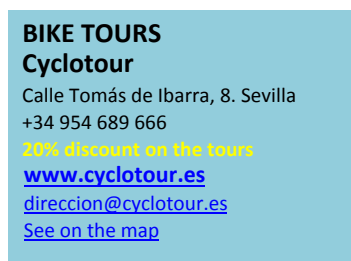 BIKE TOURS
Cyclotour
Calle Tomás de Ibarra, 8. Sevilla
+34 954 689 666
20% discount on the tours
www.cyclotour.es
direccion@cyclotour.es
See on the map